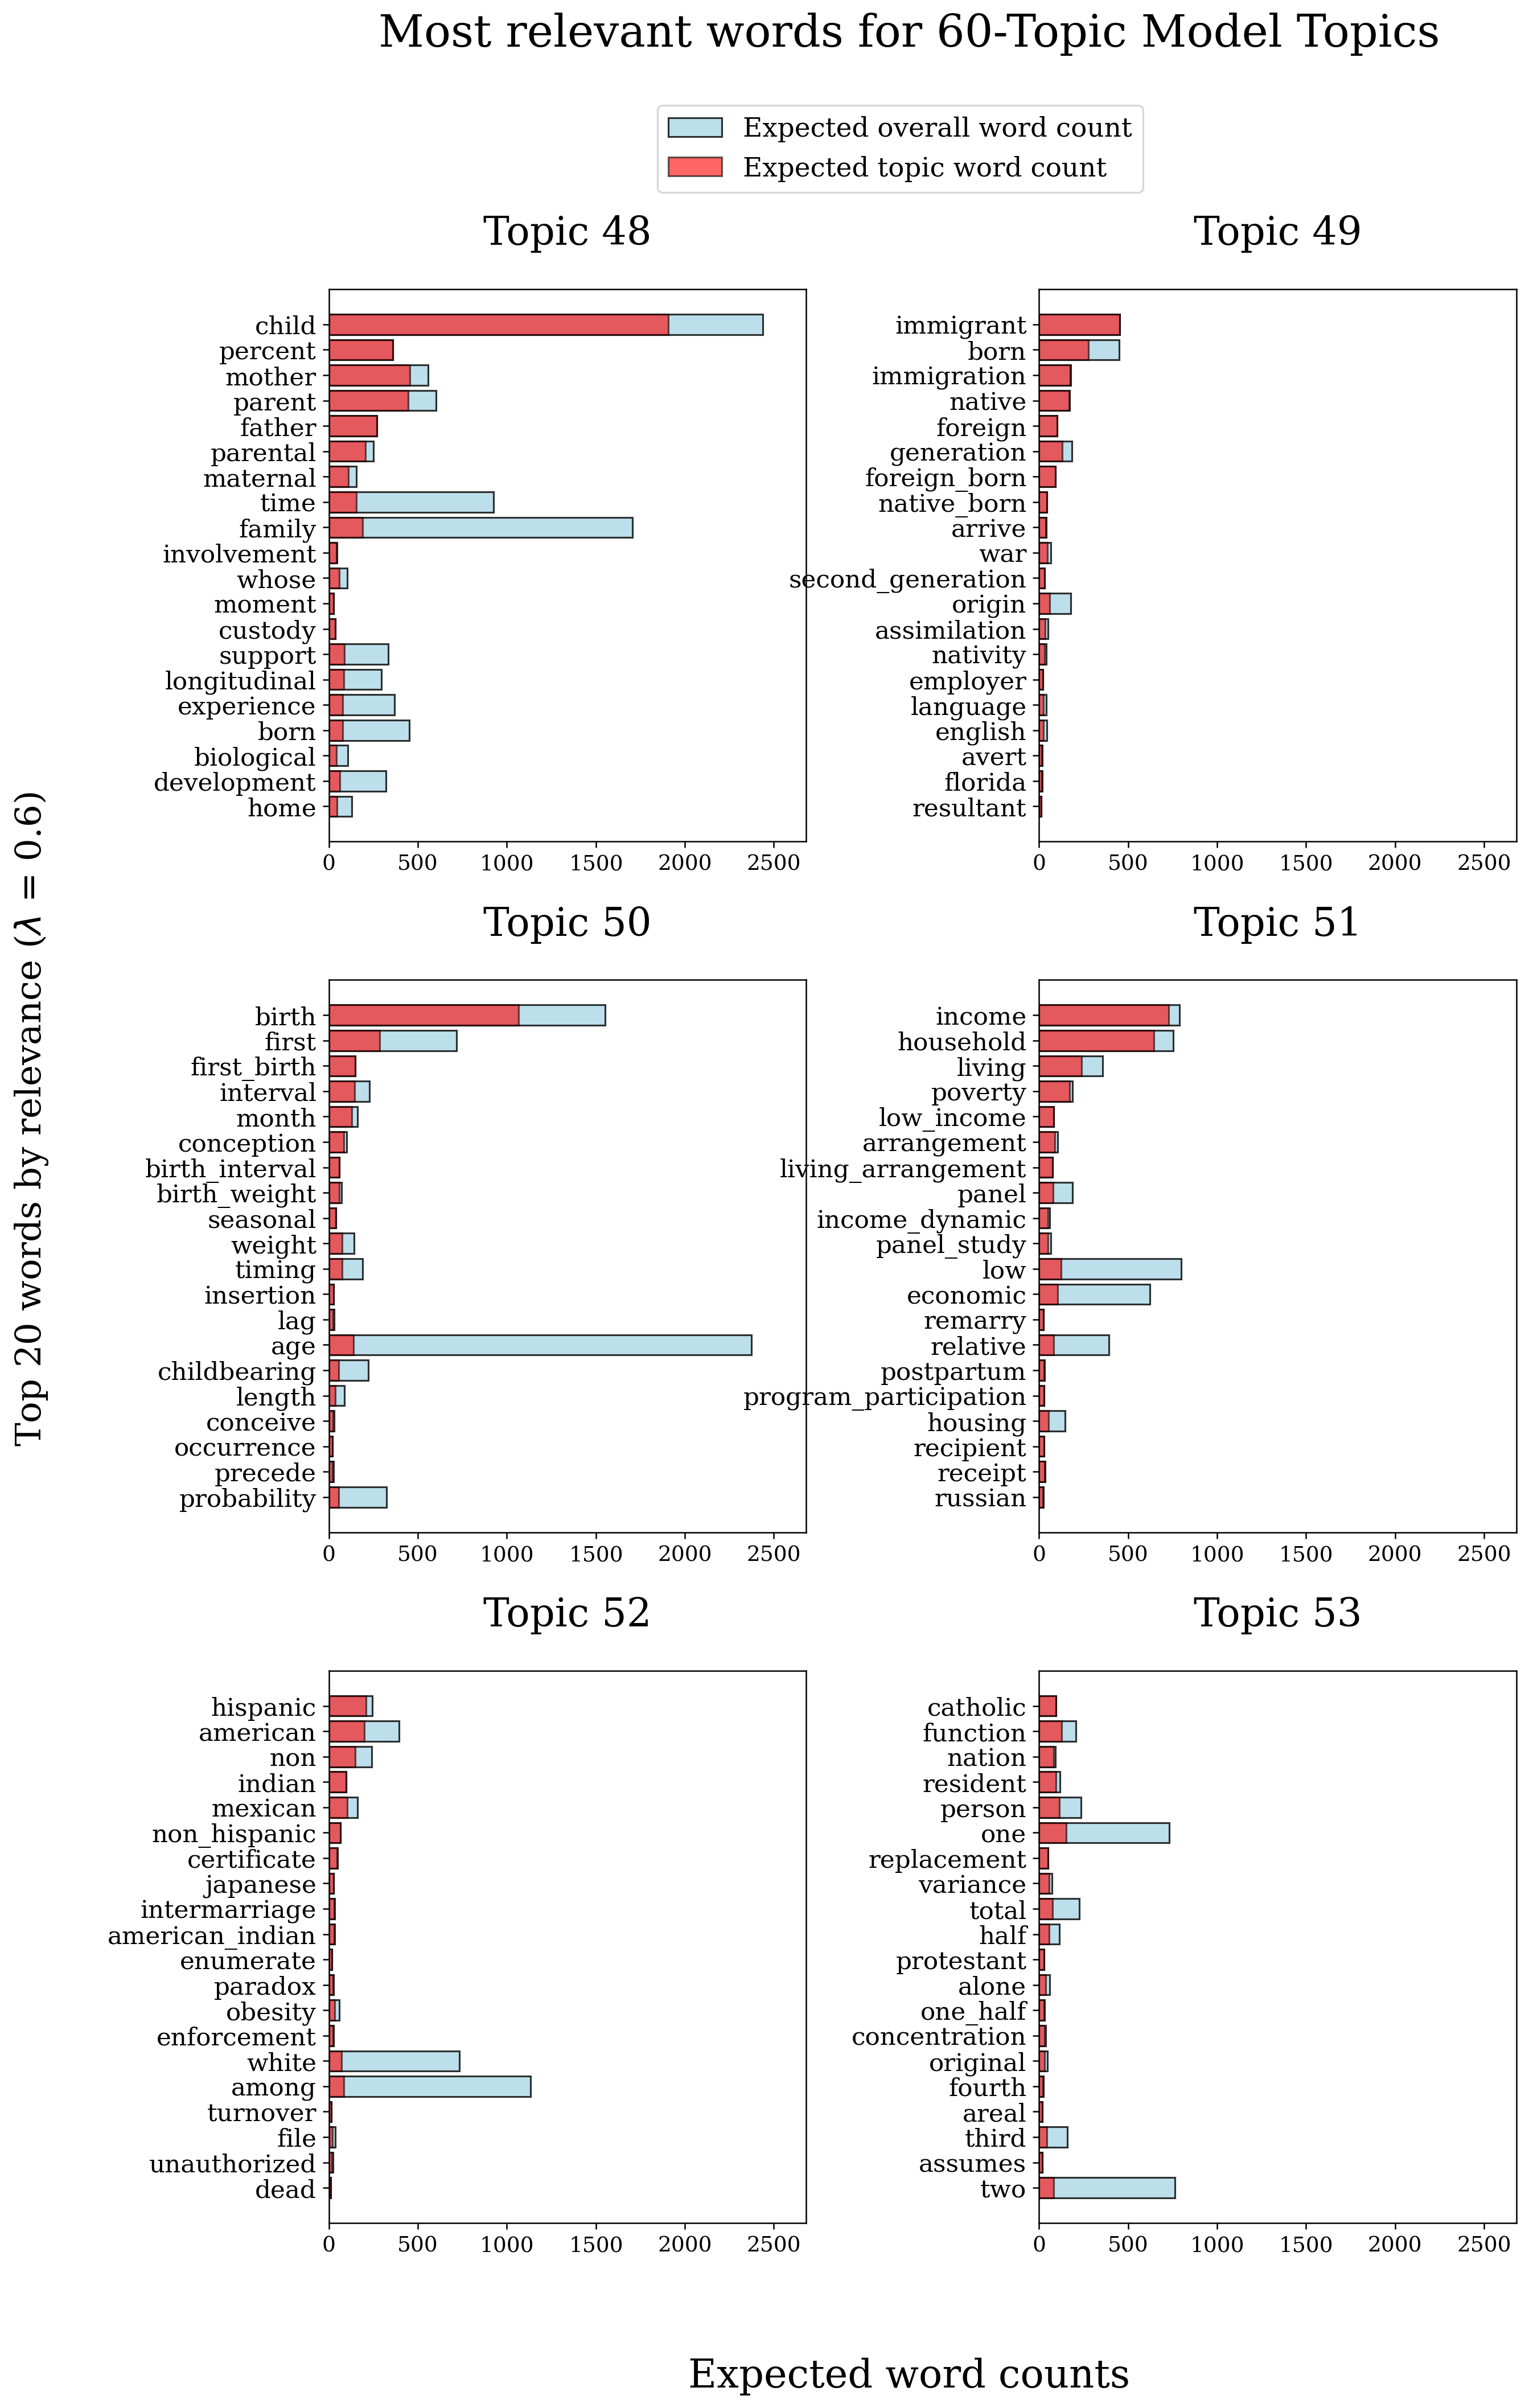 Most relevant words for 60-Topic Model Topics
Expected overall word count
Expected topic word count
Top 20 words by relevance (λ = 0.6)
Topic 48
child
percent
mother
parent
father
parental
maternal
time
family
involvement
whose
moment
custody
support
longitudinal
experience
born
biological
development
home
0 500 1000 1500 2000 2500
Topic 49
immigrant
born
immigration
native
foreign
generation
foreign_born
native_born
arrive
war
second_generation
origin
assimilation
nativity
employer
language
english
avert
florida
resultant
0 500 1000 1500 2000 2500
Topic 50
birth
first
first_birth
interval
month
conception
birth_interval
birth_weight
seasonal
weight
timing
insertion
lag
age
childbearing
length
conceive
occurrence
precede
probability
0 500 1000 1500 2000 2500
Topic 51
income
household
living
poverty
low_income
arrangement
living_arrangement
panel
income_dynamic
panel_study
low
economic
remarry
relative
postpartum
program_participation
housing
recipient
receipt
russian
0 500 1000 1500 2000 2500
Topic 52
hispanic
american
non
indian
mexican
non_hispanic
certificate
japanese
intermarriage
american_indian
enumerate
paradox
obesity
enforcement
white
among
turnover
file
unauthorized
dead
0 500 1000 1500 2000 2500
Topic 53
catholic
function
nation
resident
person
one
replacement
variance
total
half
protestant
alone
one_half
concentration
original
fourth
areal
third
assumes
two
0 500 1000 1500 2000 2500
Expected word counts